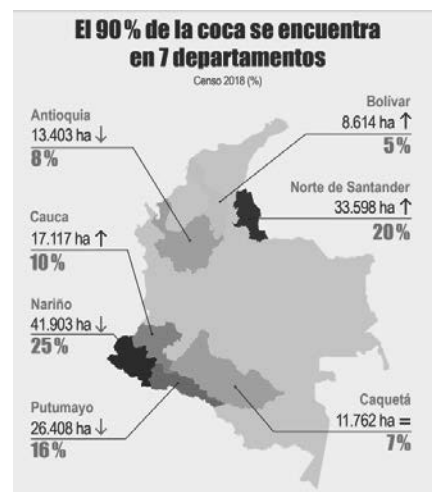 El 90% de la coca se encuentra
en 7 departamentos
Censo 2018 (%)
Antioquia
13.403 ha ↓
8%
Bolívar
8.614 ha ↑
5%
Norte de Santander
33.598 ha ↑
20%
Cauca
17.117 ha ↑
10%
Nariño
41.903 ha ↓
25%
Putumayo
26.408 ha ↓
16%
Caquetá
11.762 ha =
7%